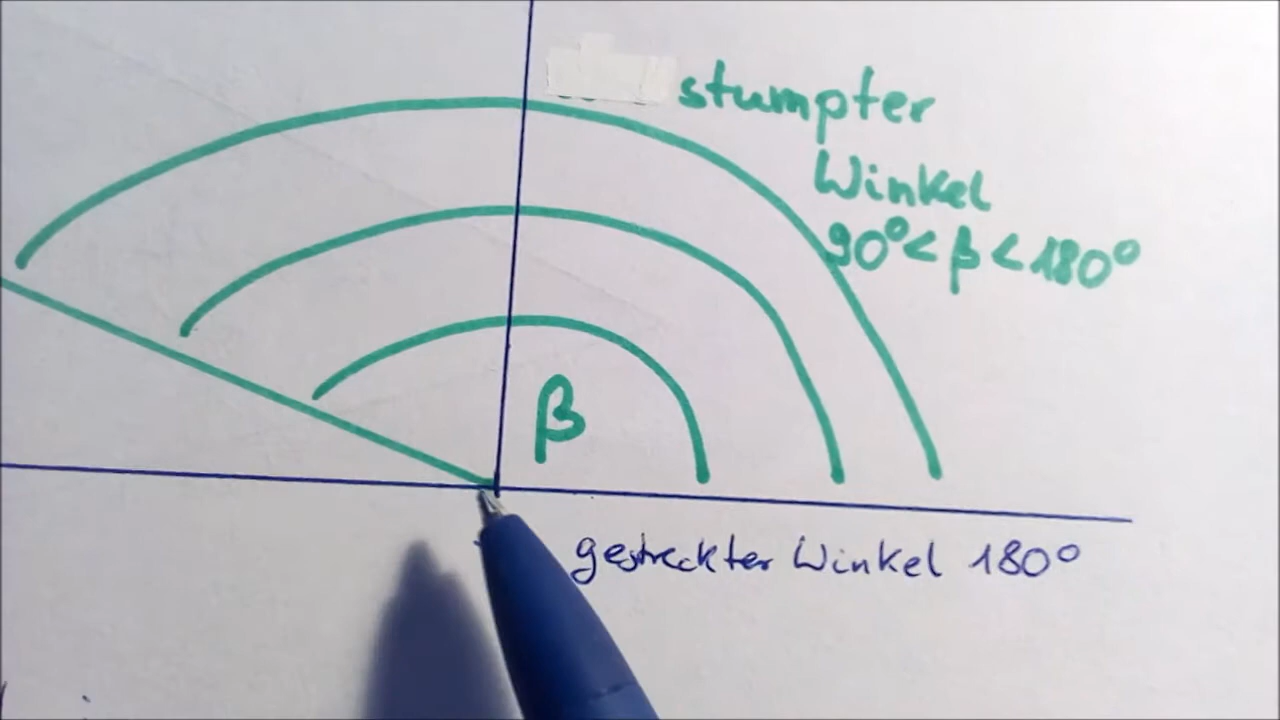 stumpfer
Winkel
90° < β < 180°
β
gestreckter Winkel 180°